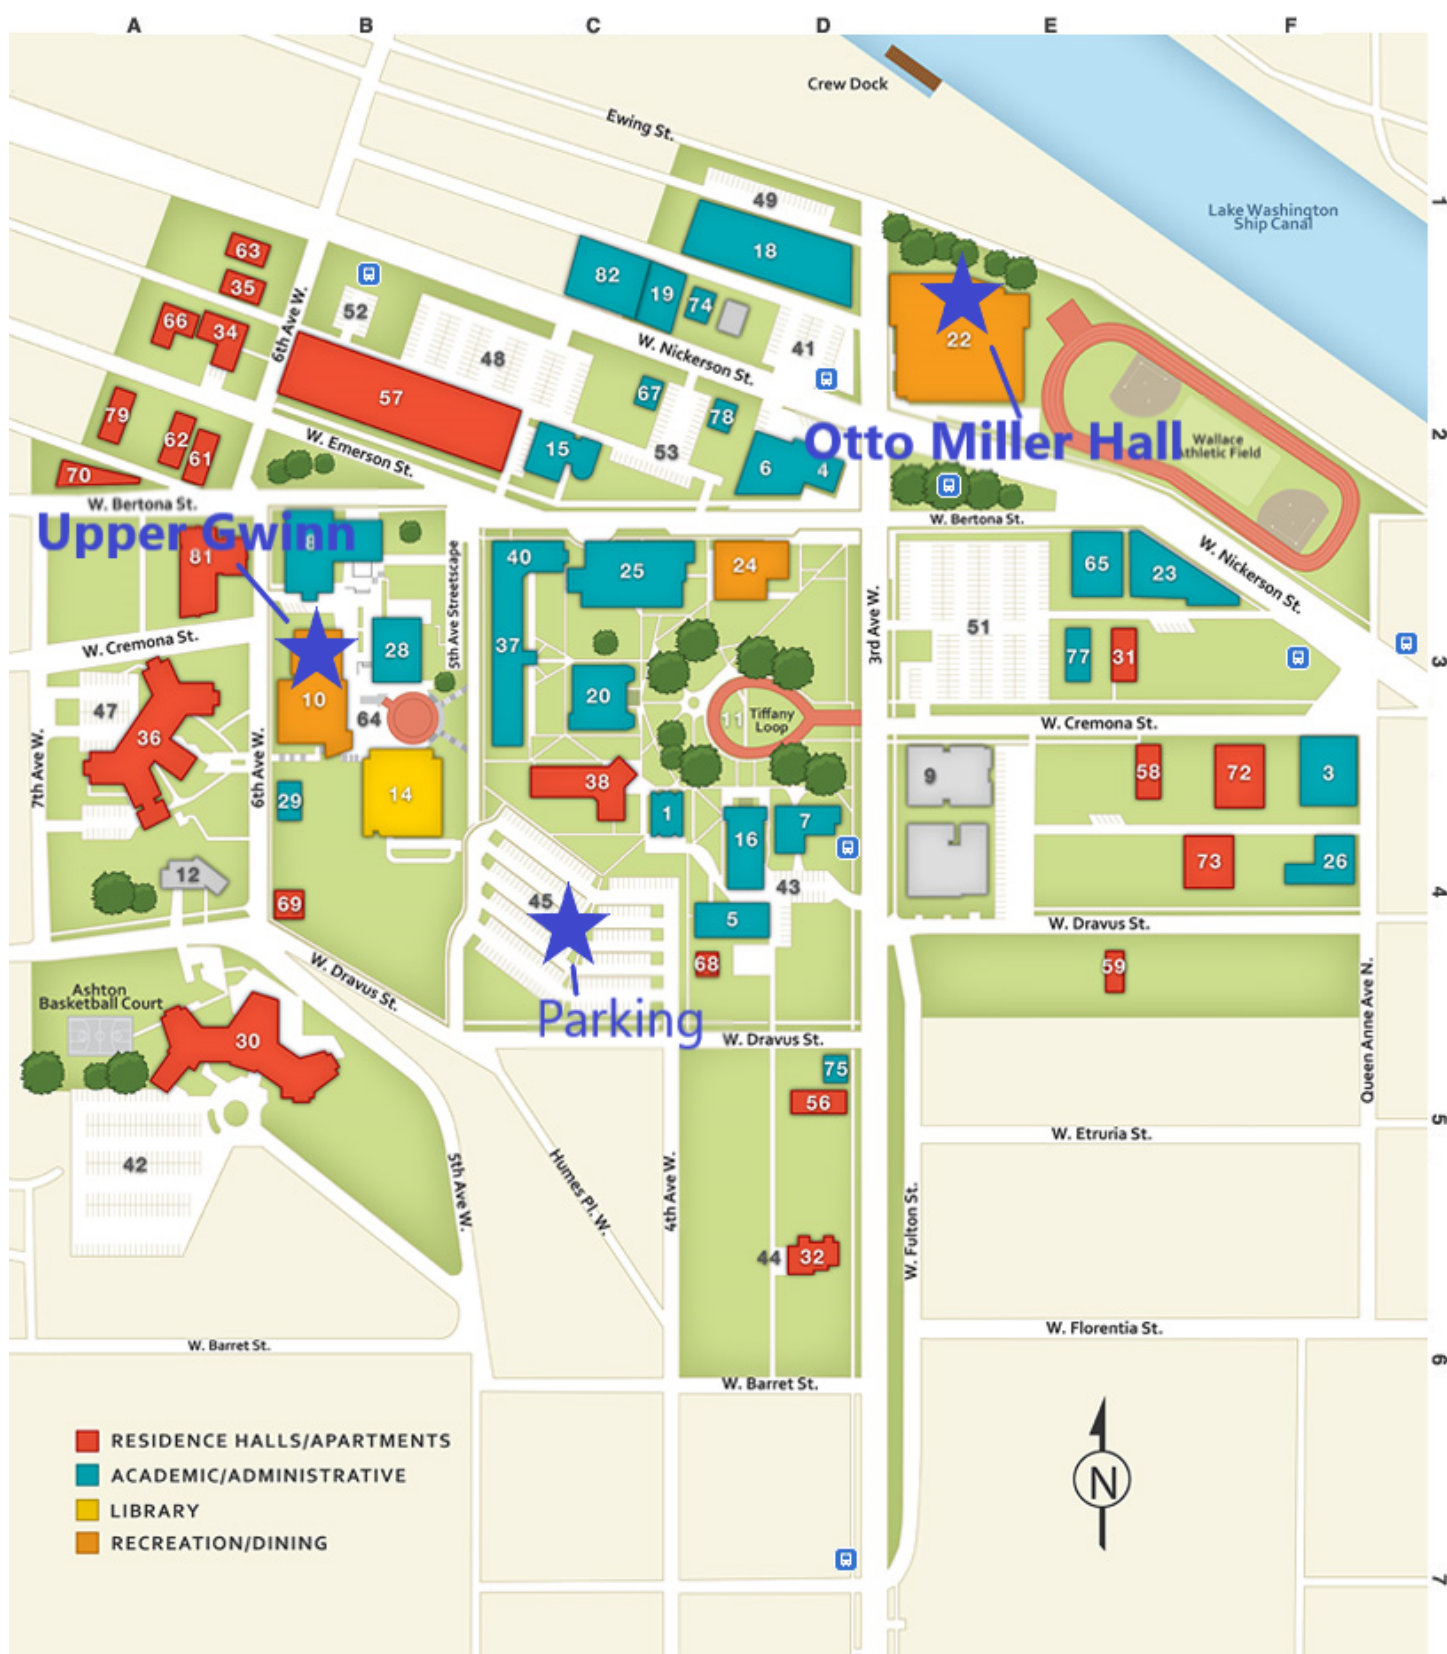 A B C D E F
Crew Dock
Ewing St.
1
49
Lake Washington
Ship Canal
18
63
82
35
19
74
52
66
34
6th Ave W.
41
22
W. Nickerson St.
48
57
67
79
78
Otto Miller Hall
2
62
W. Emerson St.
15
Wallace
Athletic Field
61
53
6
4
70
W. Bertona St.
W. Bertona St.
Upper Gwinn
8
81
40
25
24
65
23
W. Nickerson St.
5th Ave Streetscape
3rd Ave W.
51
W. Cremona St.
28
37
77
31
3
10
20
47
64
11
Tiffany
Loop
W. Cremona St.
36
7th Ave W.
6th Ave W.
38
9
58
72
3
29
14
1
16
7
12
43
73
26
45
4
69
5
W. Dravus St.
68
59
W. Dravus St.
Ashton
Basketball Court
Queen Anne Ave N.
Parking
30
W. Dravus St.
75
56
5
W. Etruria St.
42
5th Ave W.
Humes Pl. W.
4th Ave W.
W. Fulton St.
44
32
W. Florentia St.
W. Barret St.
6
W. Barret St.
RESIDENCE HALLS/APARTMENTS
ACADEMIC/ADMINISTRATIVE
N
LIBRARY
RECREATION/DINING
7